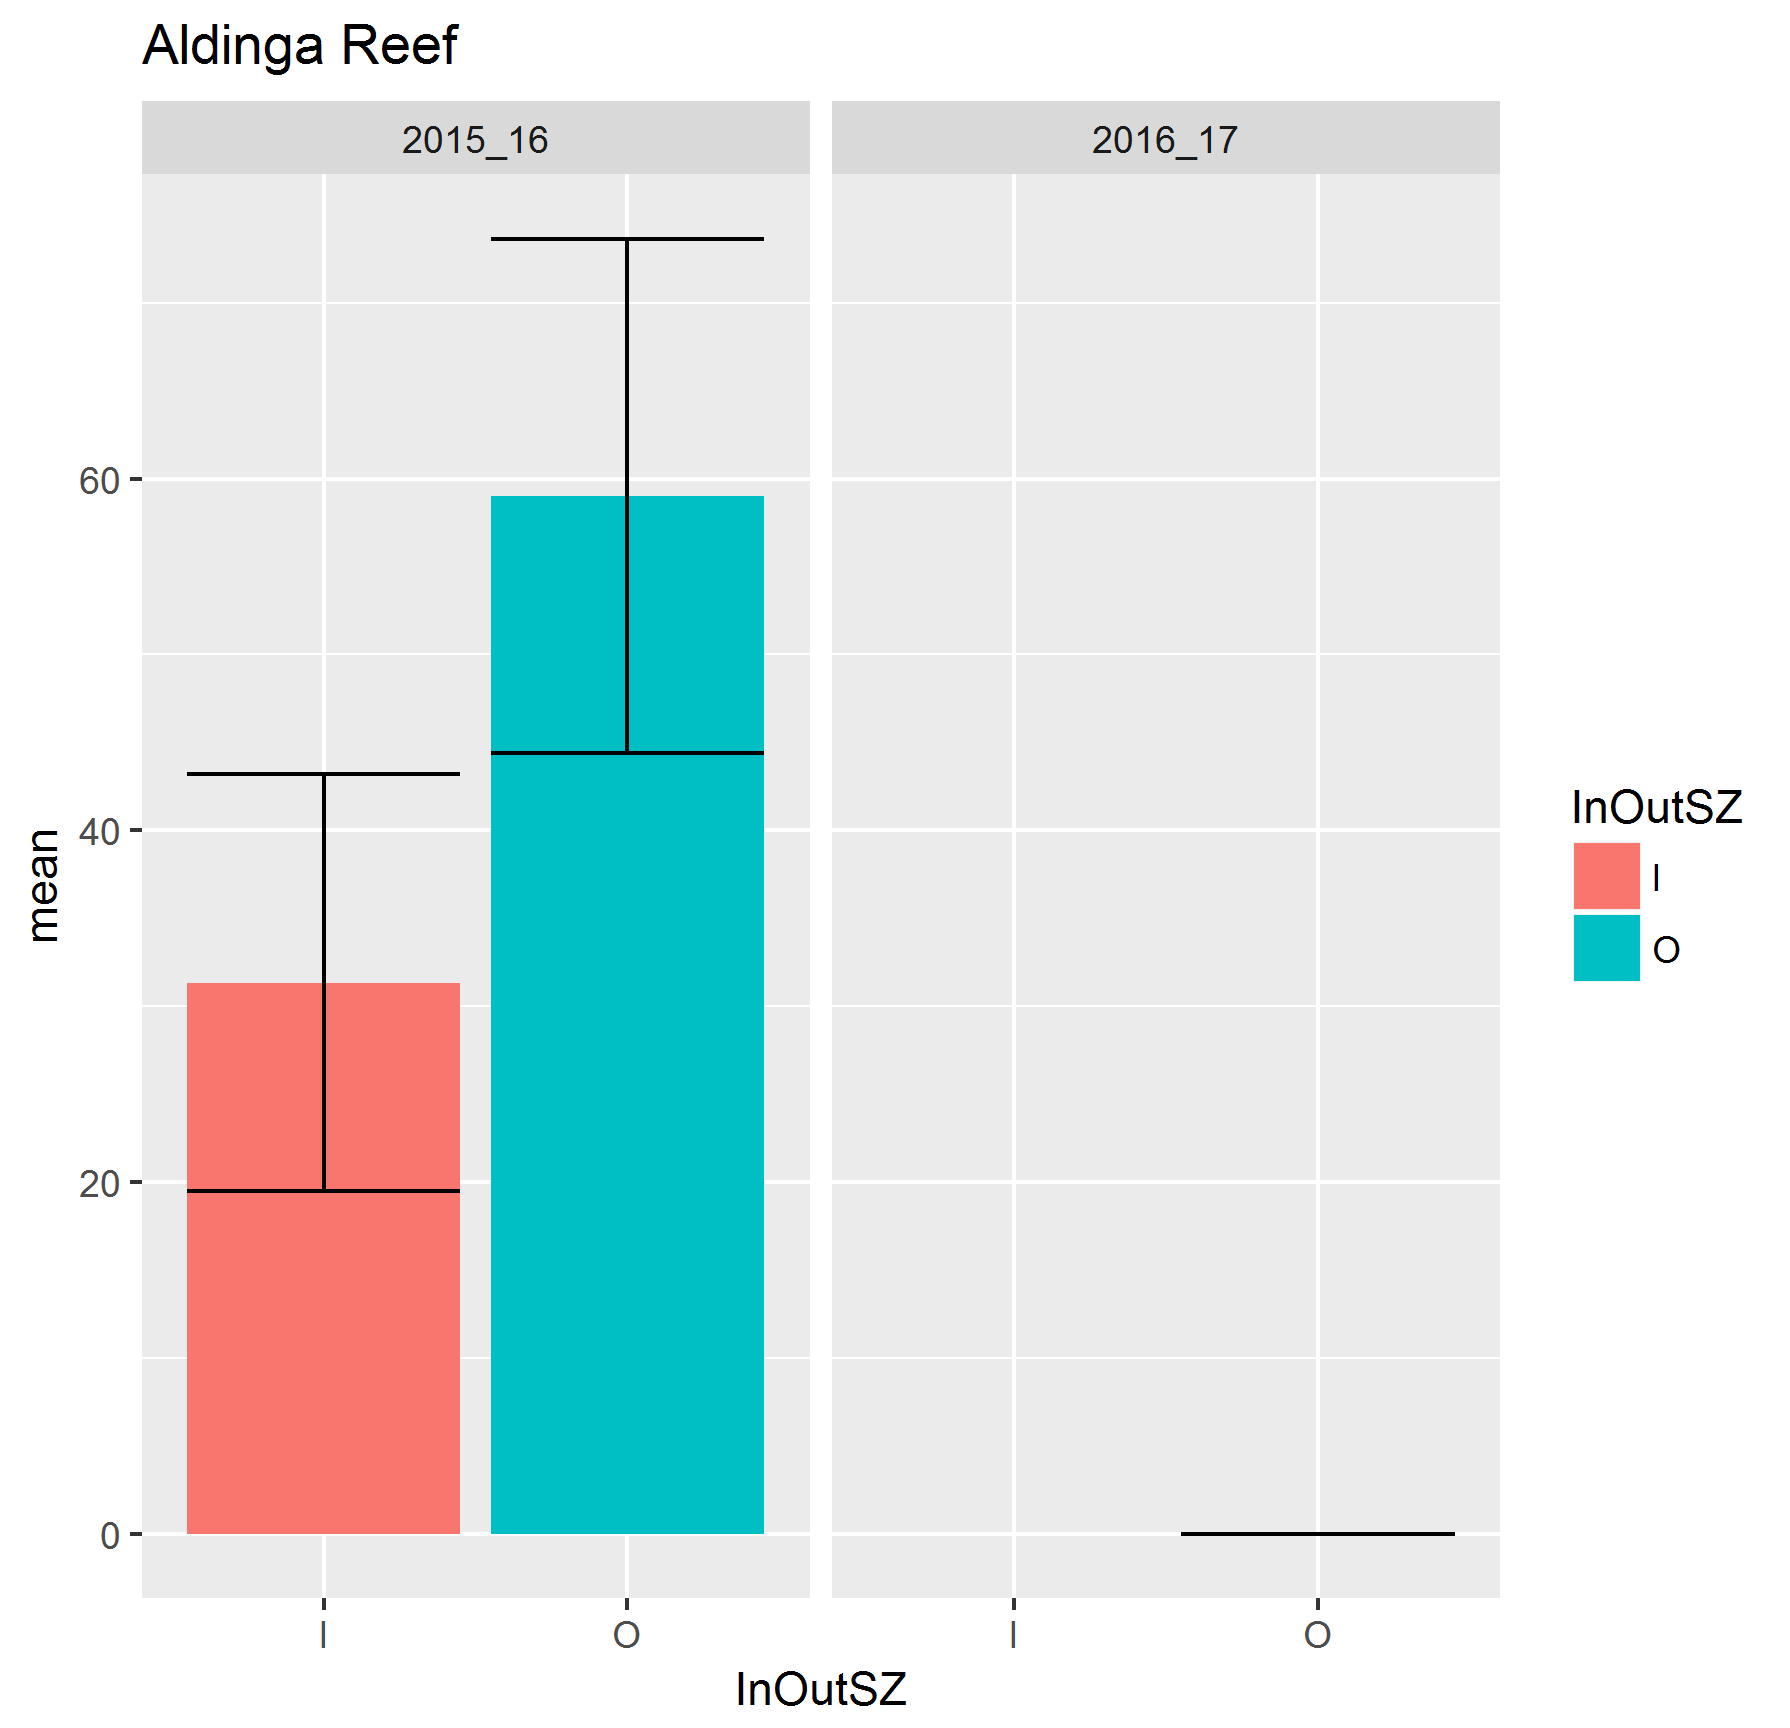 Aldinga Reef
2015_16 2016_17
60
40
20
0
mean
I O I O
InOutSZ
InOutSZ
I
O